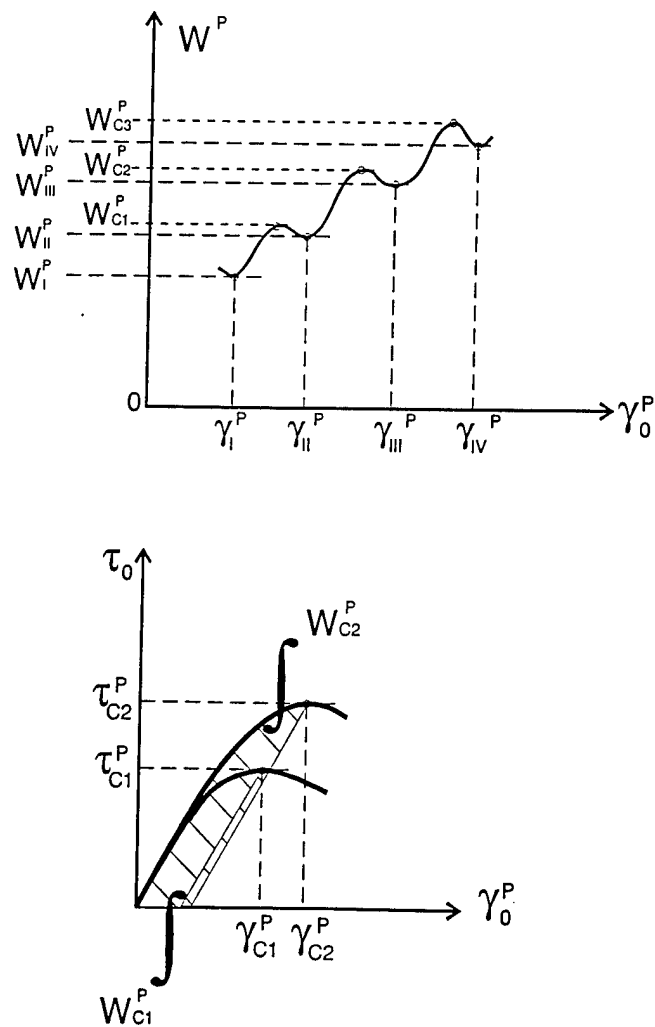 W^P
W_C3^P
W_IV^P
W_C2^P
W_III^P
W_C1^P
W_II^P
W_I^P
0
γ_I^P γ_II^P γ_III^P γ_IV^P γ_0^P
τ_0
W_C2^P
τ_C2^P
τ_C1^P
γ_C1^P γ_C2^P γ_0^P
W_C1^P